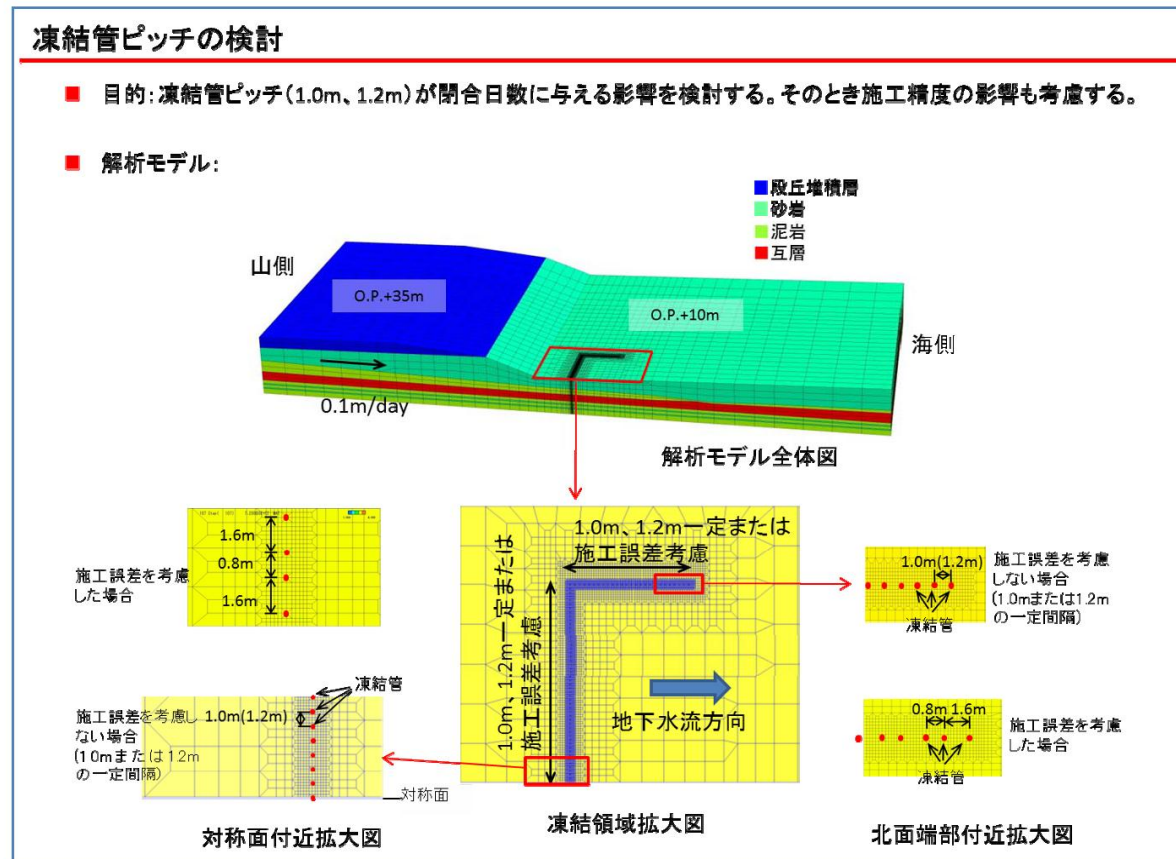 凍結管ピッチの検討
目的：凍結管ピッチ（1.0m、1.2m）が閉合日数に与える影響を検討する。そのとき施工精度の影響も考慮する。
解析モデル：
段丘堆積層
砂岩
泥岩
互層
山側
O.P.+35m
O.P.+10m
海側
0.1m/day
解析モデル全体図
1.6m
0.8m
1.6m
施工誤差を考慮
した場合
1.0m、1.2m一定または
施工誤差考慮
1.0m、1.2m一定または
施工誤差考慮
地下水流方向
凍結領域拡大図
1.0m(1.2m)
凍結管
施工誤差を考慮
しない場合
(1.0mまたは1.2m
の一定間隔)
凍結管
施工誤差を考慮し
ない場合
(1.0mまたは1.2m
の一定間隔)
1.0m(1.2m)
対称面
対称面付近拡大図
0.8m 1.6m
凍結管
施工誤差を考慮
した場合
北面端部付近拡大図